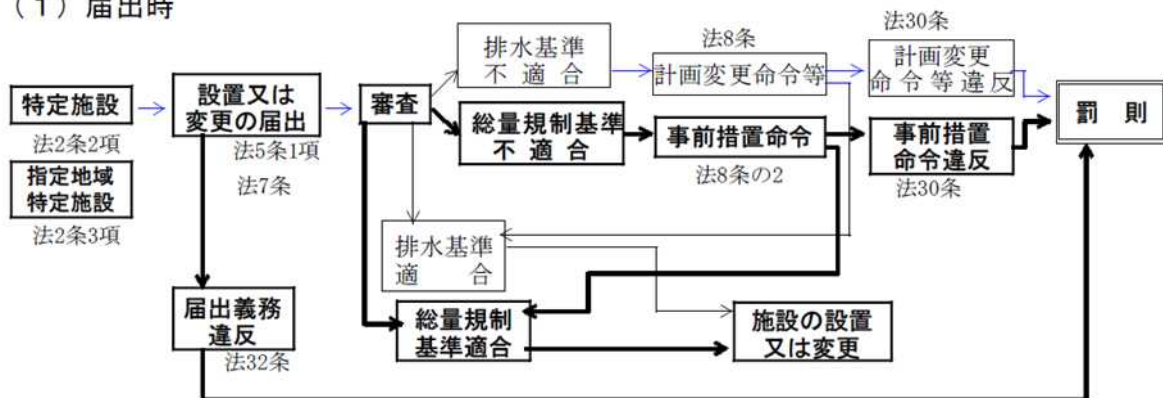 （１）届出時
特定施設
法2条2項
指定地域
特定施設
法2条3項
設置又は
変更の届出
法5条1項
法7条
届出義務
違反
法32条
審査
排水基準
不適合
総量規制基準
不適合
排水基準
適合
総量規制
基準適合
法8条
計画変更命令等
事前措置命令
法8条の2
施設の設置
又は変更
法30条
計画変更
命令等違反
事前措置
命令違反
法30条
罰則